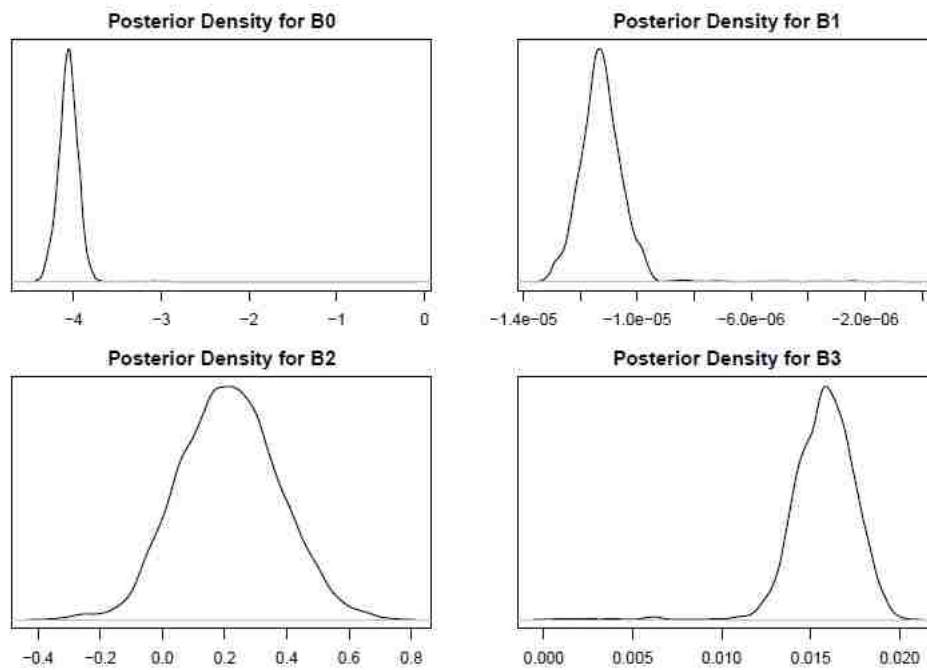 Posterior Density for B0
−4 −3 −2 −1 0
Posterior Density for B1
−1.4e−05 −1.0e−05 −6.0e−06 −2.0e−06
Posterior Density for B2
−0.4 −0.2 0.0 0.2 0.4 0.6 0.8
Posterior Density for B3
0.000 0.005 0.010 0.015 0.020